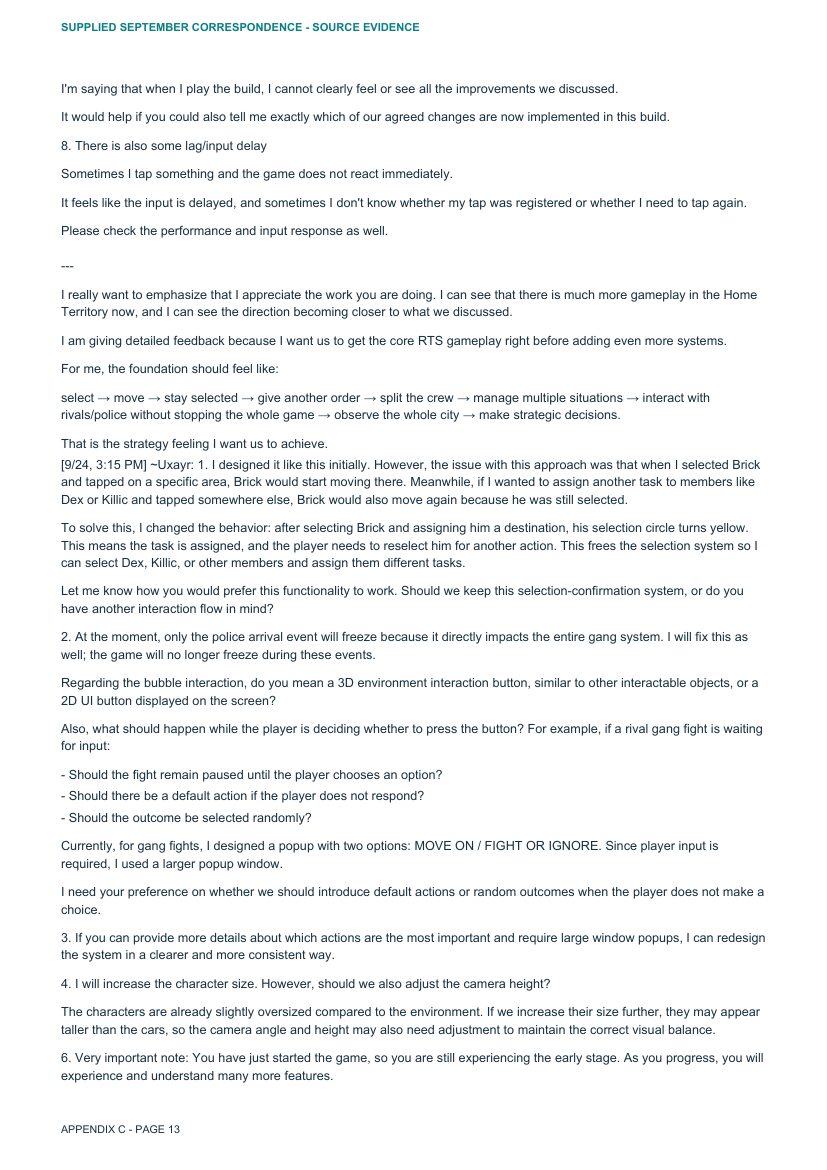 SUPPLIED SEPTEMBER CORRESPONDENCE - SOURCE EVIDENCE
I'm saying that when I play the build, I cannot clearly feel or see all the improvements we discussed.
It would help if you could also tell me exactly which of our agreed changes are now implemented in this build.
8. There is also some lag/input delay
Sometimes I tap something and the game does not react immediately.
It feels like the input is delayed, and sometimes I don't know whether my tap was registered or whether I need to tap again.
Please check the performance and input response as well.
---
I really want to emphasize that I appreciate the work you are doing. I can see that there is much more gameplay in the Home
Territory now, and I can see the direction becoming closer to what we discussed.
I am giving detailed feedback because I want us to get the core RTS gameplay right before adding even more systems.
For me, the foundation should feel like:
select → move → stay selected → give another order → split the crew → manage multiple situations → interact with
rivals/police without stopping the whole game → observe the whole city → make strategic decisions.
That is the strategy feeling I want us to achieve.
[9/24, 3:15 PM] ~Uxayr: 1. I designed it like this initially. However, the issue with this approach was that when I selected Brick
and tapped on a specific area, Brick would start moving there. Meanwhile, if I wanted to assign another task to members like
Dex or Killic and tapped somewhere else, Brick would also move again because he was still selected.
To solve this, I changed the behavior: after selecting Brick and assigning him a destination, his selection circle turns yellow.
This means the task is assigned, and the player needs to reselect him for another action. This frees the selection system so I
can select Dex, Killic, or other members and assign them different tasks.
Let me know how you would prefer this functionality to work. Should we keep this selection-confirmation system, or do you
have another interaction flow in mind?
2. At the moment, only the police arrival event will freeze because it directly impacts the entire gang system. I will fix this as
well; the game will no longer freeze during these events.
Regarding the bubble interaction, do you mean a 3D environment interaction button, similar to other interactable objects, or a
2D UI button displayed on the screen?
Also, what should happen while the player is deciding whether to press the button? For example, if a rival gang fight is waiting
for input:
- Should the fight remain paused until the player chooses an option?
- Should there be a default action if the player does not respond?
- Should the outcome be selected randomly?
Currently, for gang fights, I designed a popup with two options: MOVE ON / FIGHT OR IGNORE. Since player input is
required, I used a larger popup window.
I need your preference on whether we should introduce default actions or random outcomes when the player does not make a
choice.
3. If you can provide more details about which actions are the most important and require large window popups, I can redesign
the system in a clearer and more consistent way.
4. I will increase the character size. However, should we also adjust the camera height?
The characters are already slightly oversized compared to the environment. If we increase their size further, they may appear
taller than the cars, so the camera angle and height may also need adjustment to maintain the correct visual balance.
6. Very important note: You have just started the game, so you are still experiencing the early stage. As you progress, you will
experience and understand many more features.
APPENDIX C - PAGE 13